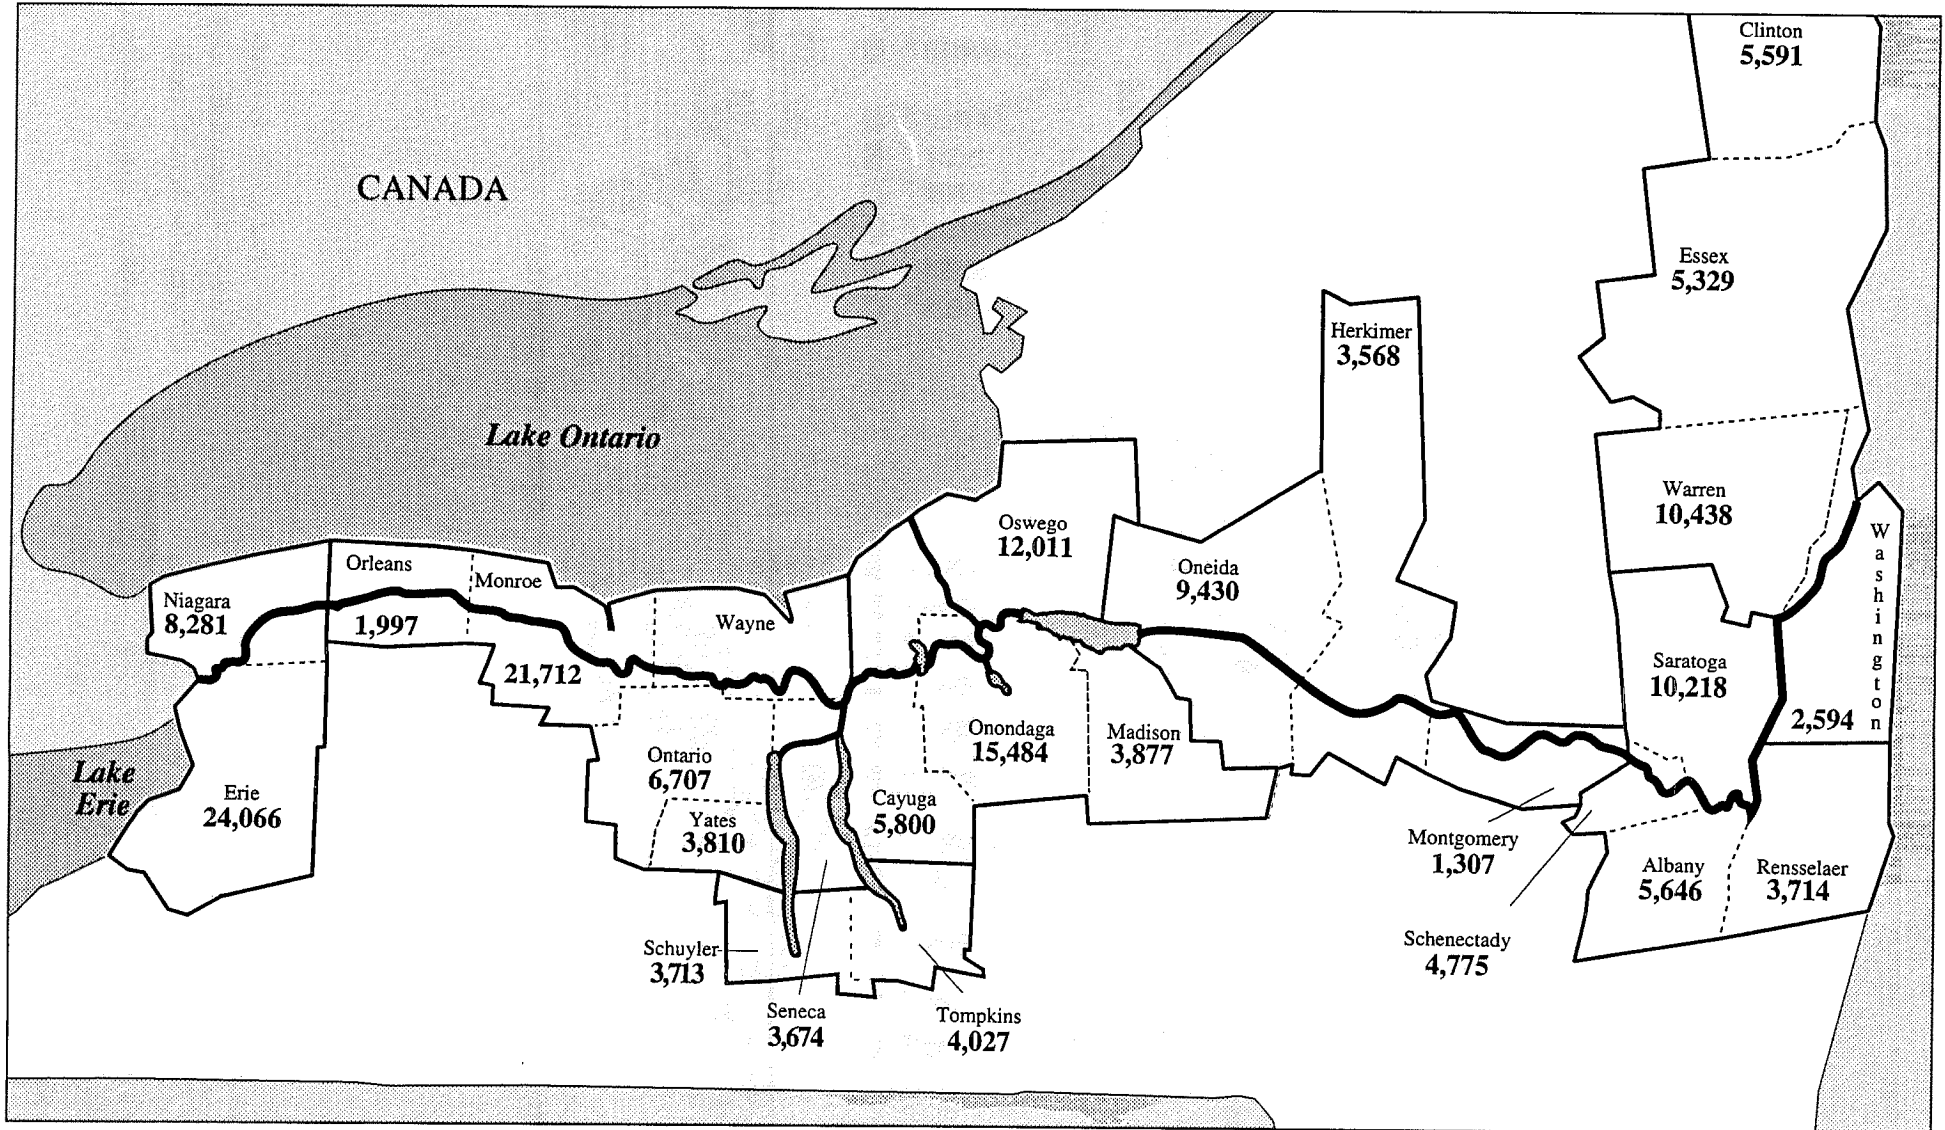 Clinton
5,591
CANADA
Essex
5,329
Herkimer
3,568
Lake Ontario
Warren
10,438
Oswego
12,011
Washington
2,594
Oneida
9,430
Orleans
1,997
Monroe
21,712
Niagara
8,281
Wayne
Saratoga
10,218
Onondaga
15,484
Madison
3,877
Ontario
6,707
Lake
Erie
Erie
24,066
Cayuga
5,800
Yates
3,810
Montgomery
1,307
Albany
5,646
Rensselaer
3,714
Schuyler
3,713
Schenectady
4,775
Seneca
3,674
Tompkins
4,027